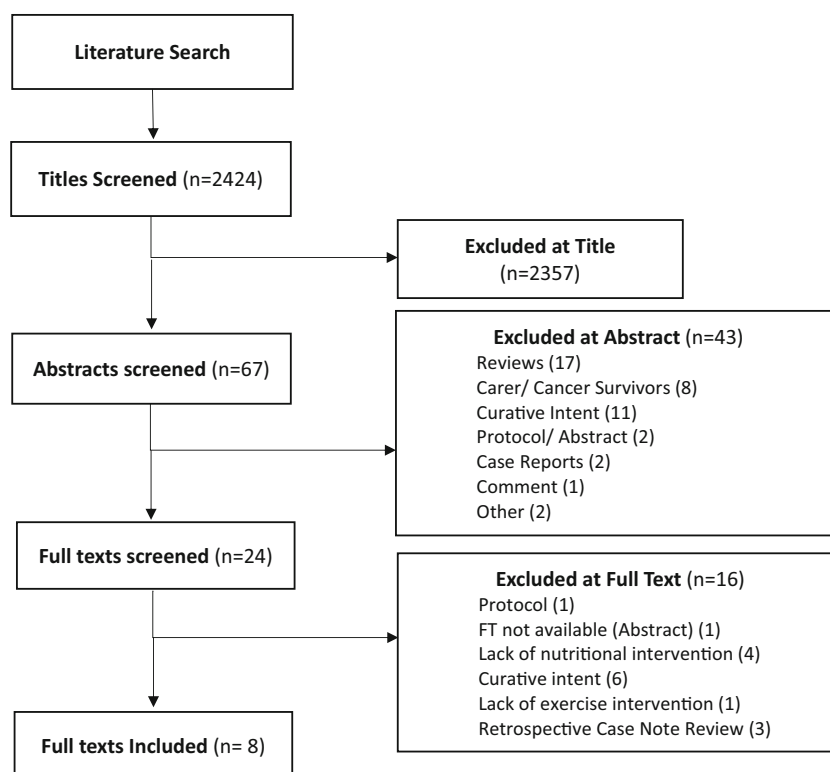 Literature Search
Titles Screened (n=2424)
Excluded at Title
(n=2357)
Abstracts screened (n=67)
Excluded at Abstract (n=43)
Reviews (17)
Carer/ Cancer Survivors (8)
Curative Intent (11)
Protocol/ Abstract (2)
Case Reports (2)
Comment (1)
Other (2)
Full texts screened (n=24)
Excluded at Full Text (n=16)
Protocol (1)
FT not available (Abstract) (1)
Lack of nutritional intervention (4)
Curative intent (6)
Lack of exercise intervention (1)
Retrospective Case Note Review (3)
Full texts Included (n= 8)